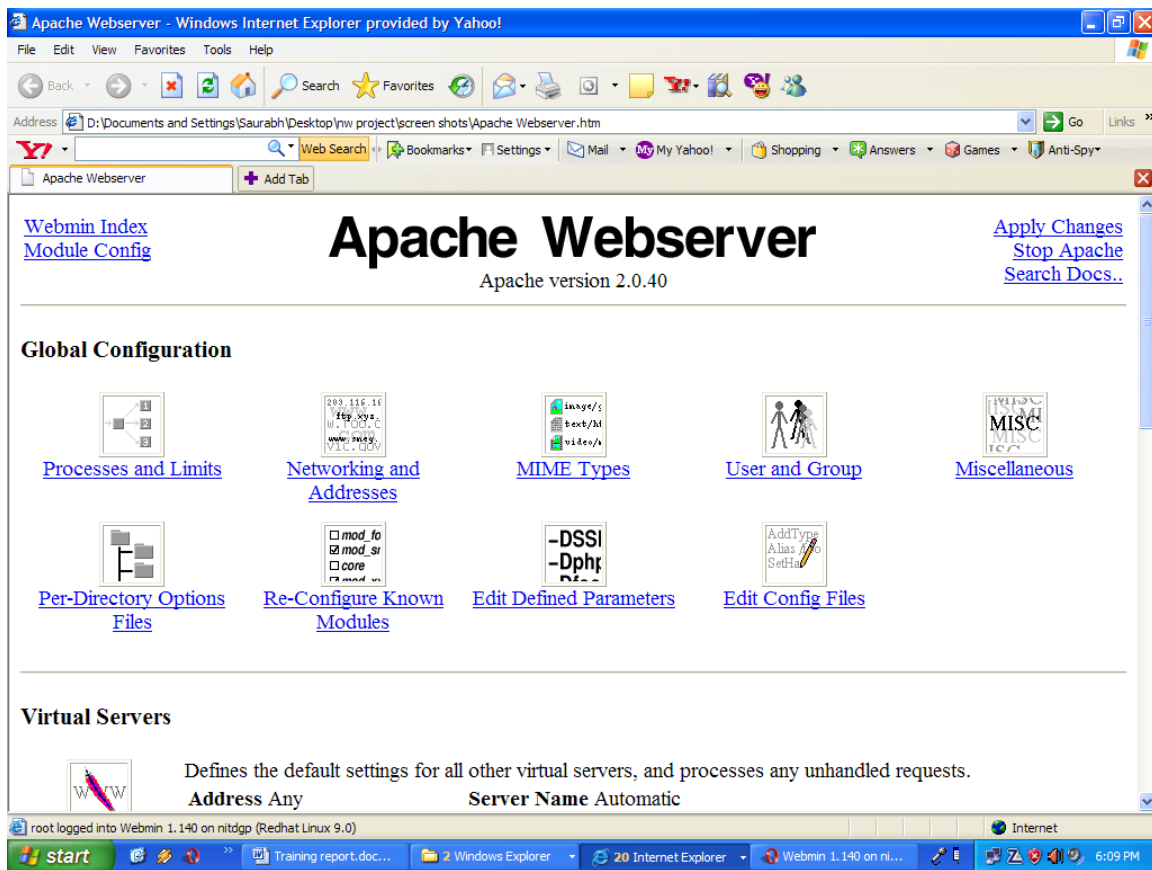 Apache Webserver - Windows Internet Explorer provided by Yahoo!
File Edit View Favorites Tools Help
Back Search Favorites
Address D:\Documents and Settings\Saurabh\Desktop\nw project\screen shots\Apache Webserver.htm Go Links »
Y! Web Search Bookmarks Settings Mail My My Yahoo! Shopping Answers Games Anti-Spy
Apache Webserver Add Tab
Webmin Index
Module Config
Apache Webserver
Apache version 2.0.40
Apply Changes
Stop Apache
Search Docs..
Global Configuration
Processes and Limits
Networking and Addresses
MIME Types
User and Group
MISC
Miscellaneous
Per-Directory Options Files
Re-Configure Known Modules
-DSSl
Edit Defined Parameters
AddType
Alias
Edit Config Files
Virtual Servers
Defines the default settings for all other virtual servers, and processes any unhandled requests.
Address Any Server Name Automatic
root logged into Webmin 1.140 on nitdgp (Redhat Linux 9.0) Internet
start » Training report.doc... 2 Windows Explorer 20 Internet Explorer Webmin 1.140 on ni... 6:09 PM